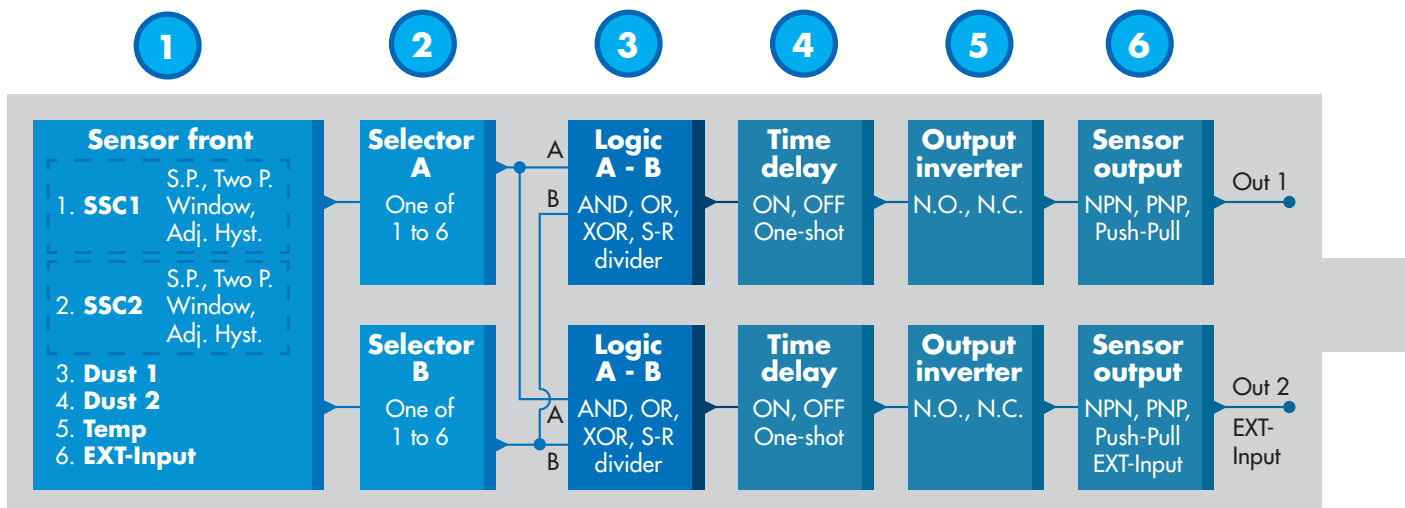 1
2
3
4
5
6
Sensor front
1. SSC1
S.P., Two P.
Window,
Adj. Hyst.
2. SSC2
S.P., Two P.
Window,
Adj. Hyst.
3. Dust 1
4. Dust 2
5. Temp
6. EXT-Input
Selector
A
One of
1 to 6
A
B
Logic
A - B
AND, OR,
XOR, S-R
divider
Time
delay
ON, OFF
One-shot
Output
inverter
N.O., N.C.
Sensor
output
NPN, PNP,
Push-Pull
Out 1
Selector
B
One of
1 to 6
A
B
Logic
A - B
AND, OR,
XOR, S-R
divider
Time
delay
ON, OFF
One-shot
Output
inverter
N.O., N.C.
Sensor
output
NPN, PNP,
Push-Pull
EXT-Input
Out 2
EXT-
Input